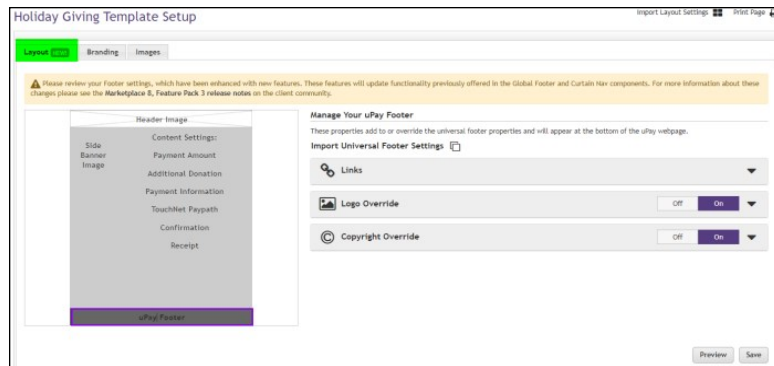 Holiday Giving Template Setup
Import Layout Settings
Print Page
Layout
Branding
Images
Please review your Footer settings, which have been enhanced with new features. These features will update functionality previously offered in the Global Footer and Curtain Nav components. For more information about these
changes please see the Marketplace 8, Feature Pack 3 release notes on the client community.
Header Image
Side
Banner
Image
Content Settings:
Payment Amount
Additional Donation
Payment Information
TouchNet Paypath
Confirmation
Receipt
uPay Footer
Manage Your uPay Footer
These properties add to or override the universal footer properties and will appear at the bottom of the uPay webpage.
Import Universal Footer Settings
Links
Logo Override
Off
On
Copyright Override
Off
On
Preview
Save